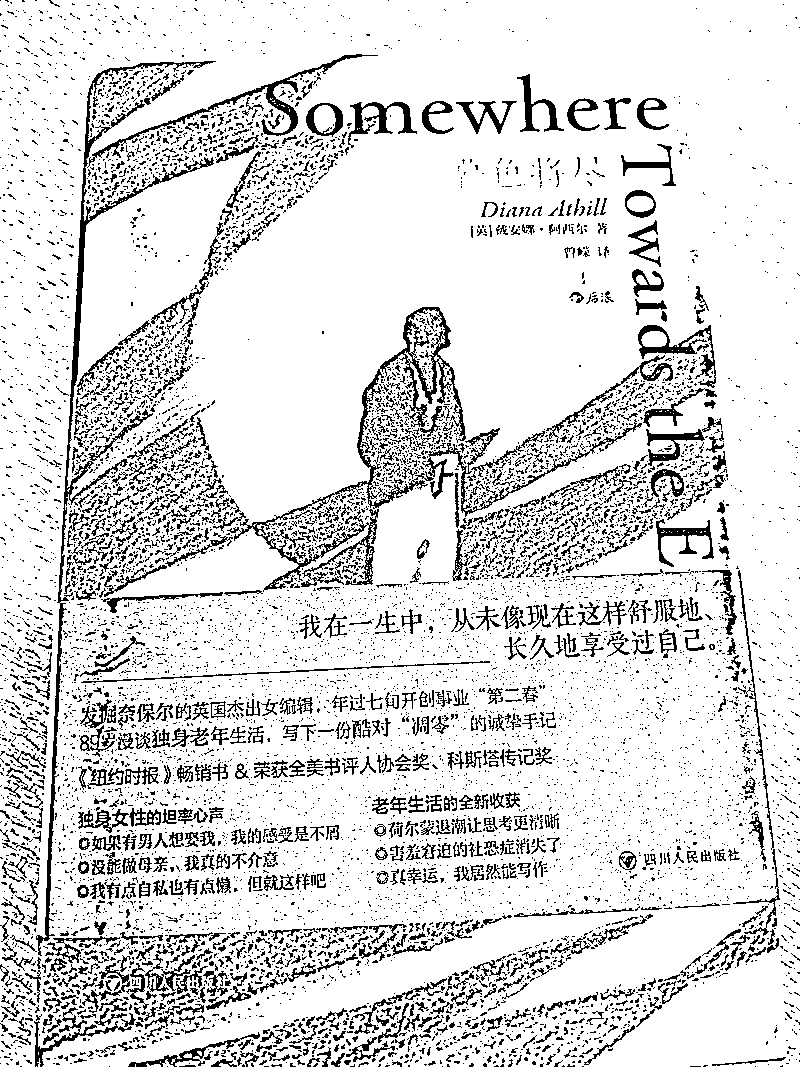 Somewhere
Towards the E
暮色将尽
Diana Athill
[英] 戴安娜·阿西尔 著
曾嵘 译
后浪
我在一生中，从未像现在这样舒服地、
长久地享受过自己。
发掘奈保尔的英国杰出女编辑，年过七旬开创事业“第二春”
89岁漫谈独身老年生活，写下一份酷对“凋零”的诚挚手记
《纽约时报》畅销书 & 荣获全美书评人协会奖、科斯塔传记奖
独身女性的坦率心声
◎如果有男人想娶我，我的感受是不屑
◎没能做母亲，我真的不介意
◎我有点自私也有点懒，但就这样吧
老年生活的全新收获
◎荷尔蒙退潮让思考更清晰
◎害羞窘迫的社恐症消失了
◎真幸运，我居然能写作
四川人民出版社
四川人民出版社